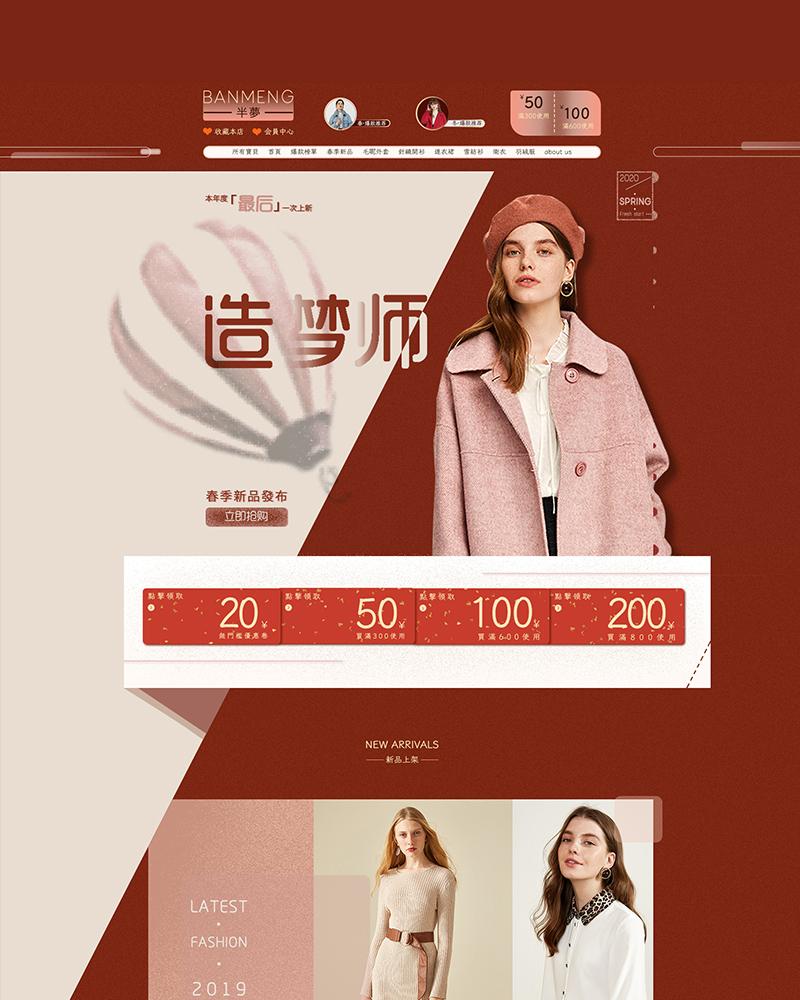 BANMENG
半夢
收藏本店 會員中心
春·爆款推荐
冬·爆款推荐
¥50
滿300使用
¥100
滿600使用
所有寶貝 首頁 爆款榜單 春季新品 毛呢外套 針織開衫 連衣裙 雪紡衫 衛衣 羽絨服 about us
2020
SPRING
Fresh start
本年度「最后」一次上新
造梦师
春季新品發布
立即抢购
點擊領取
20¥
無門檻優惠卷
點擊領取
50¥
買滿300使用
點擊領取
100¥
買滿600使用
點擊領取
200¥
買滿800使用
NEW ARRIVALS
新品上架
LATEST
FASHION
2019